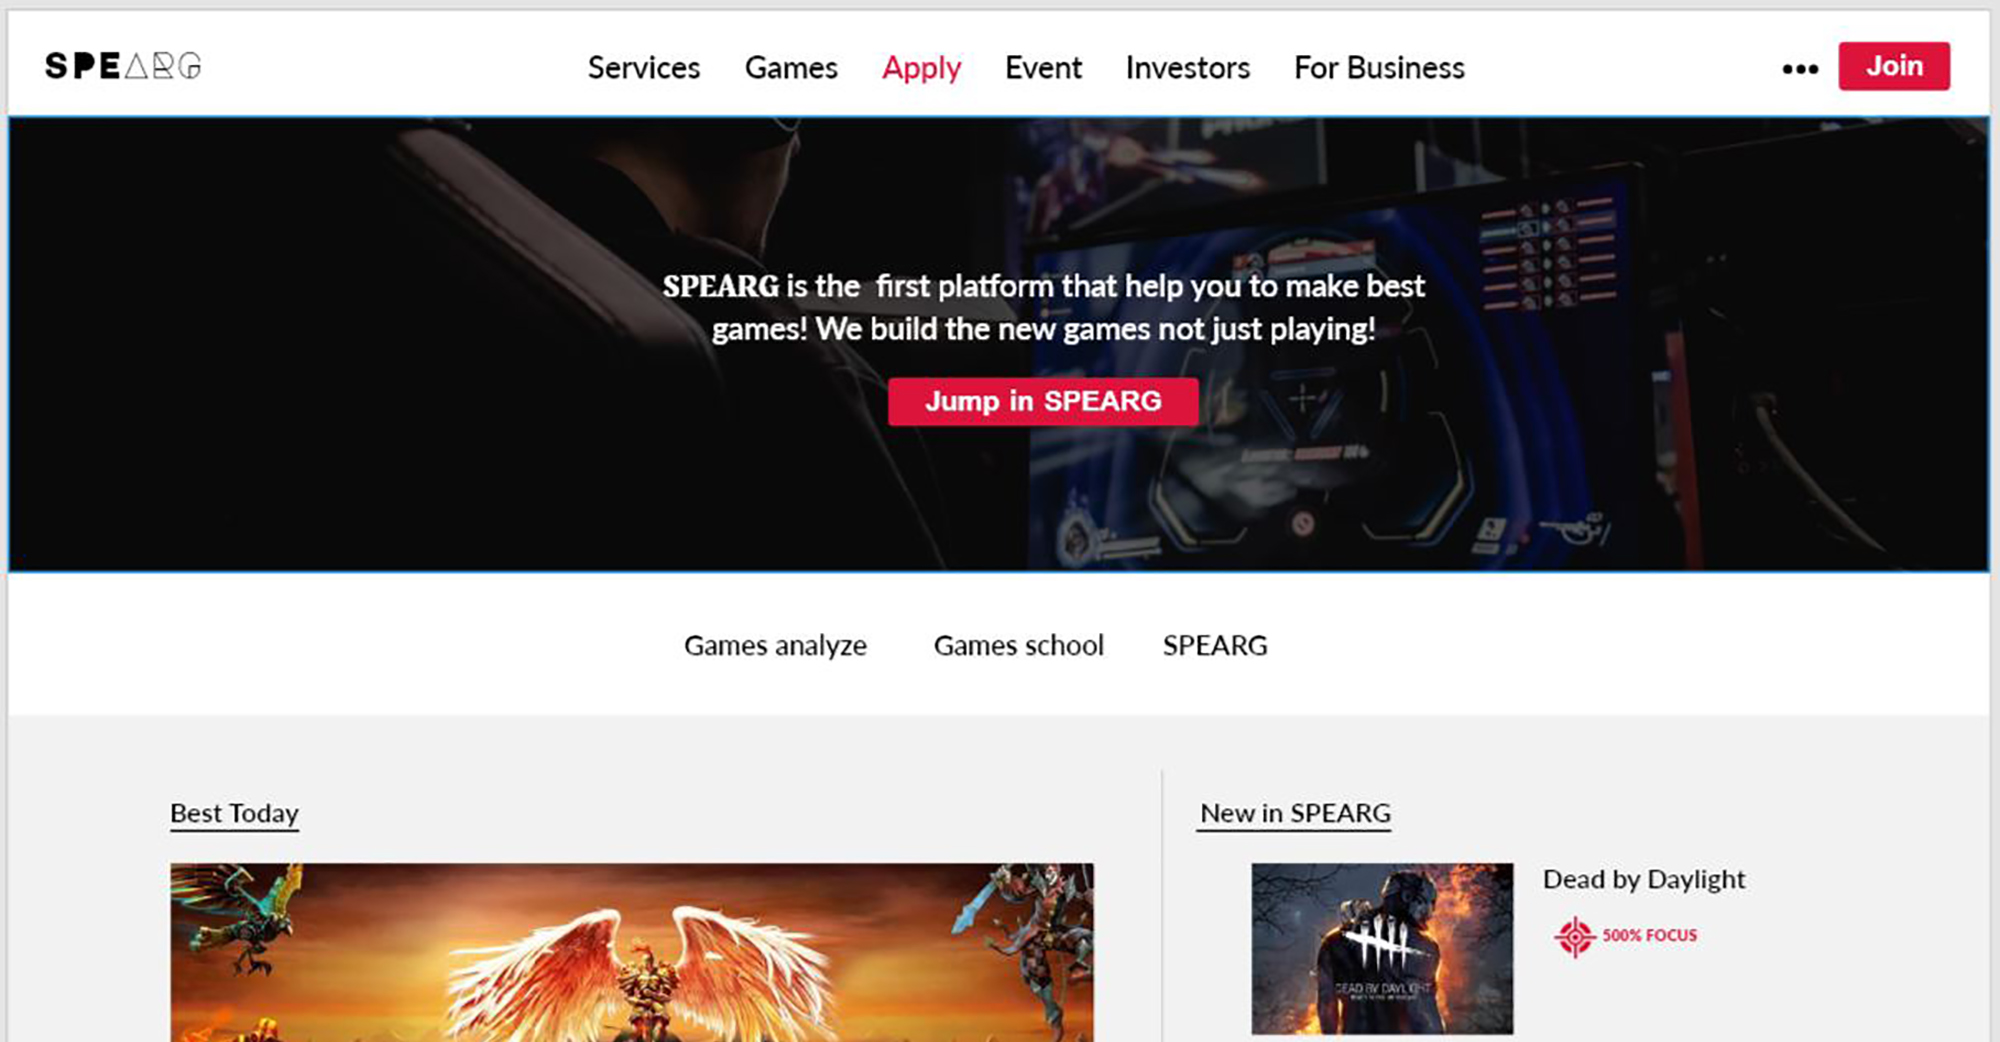 SPEARG
Services Games Apply Event Investors For Business
••• Join
SPEARG is the first platform that help you to make best
games! We build the new games not just playing!
Jump in SPEARG
Games analyze Games school SPEARG
Best Today
New in SPEARG
Dead by Daylight
500% FOCUS
DEAD BY DAYLIGHT